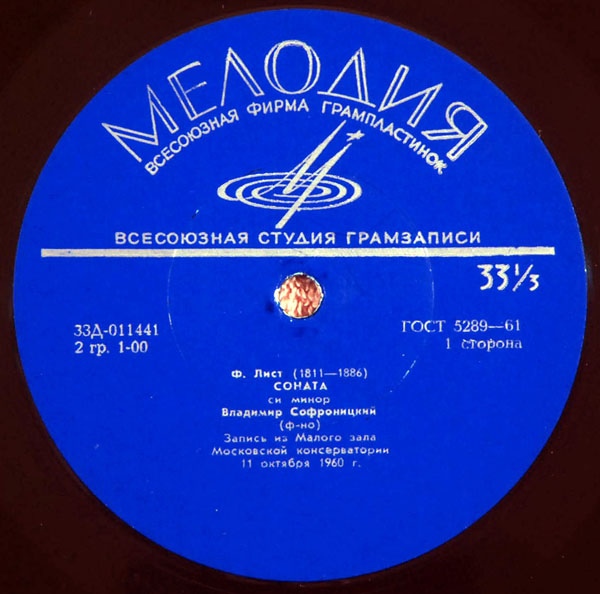 МЕЛОДИЯ
ВСЕСОЮЗНАЯ ФИРМА ГРАМПЛАСТИНОК
ВСЕСОЮЗНАЯ СТУДИЯ ГРАМЗАПИСИ
33⅓
33Д-011441
2 гр. 1-00
ГОСТ 5289—61
1 сторона
Ф. Лист (1811—1886)
СОНАТА
си минор
Владимир Софроницкий
(ф-но)
Запись из Малого зала
Московской консерватории
11 октября 1960 г.